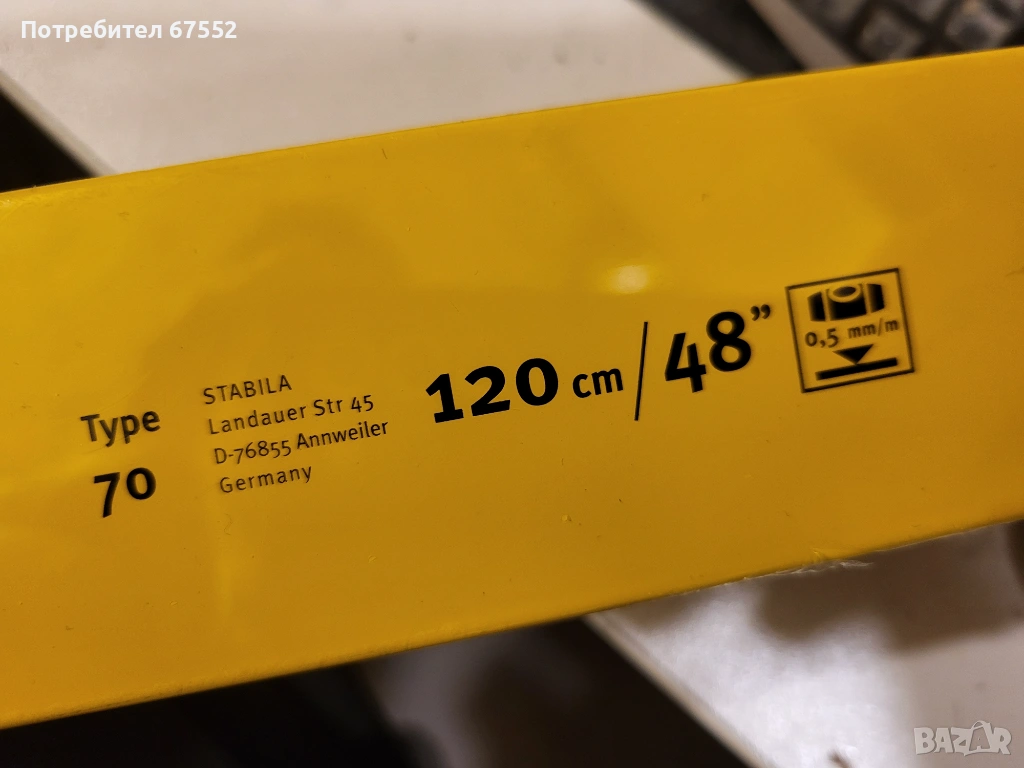 Потребител 67552
Type
70
STABILA
Landauer Str 45
D-76855 Annweiler
Germany
120 cm / 48”
0,5 mm/m
BAZAR